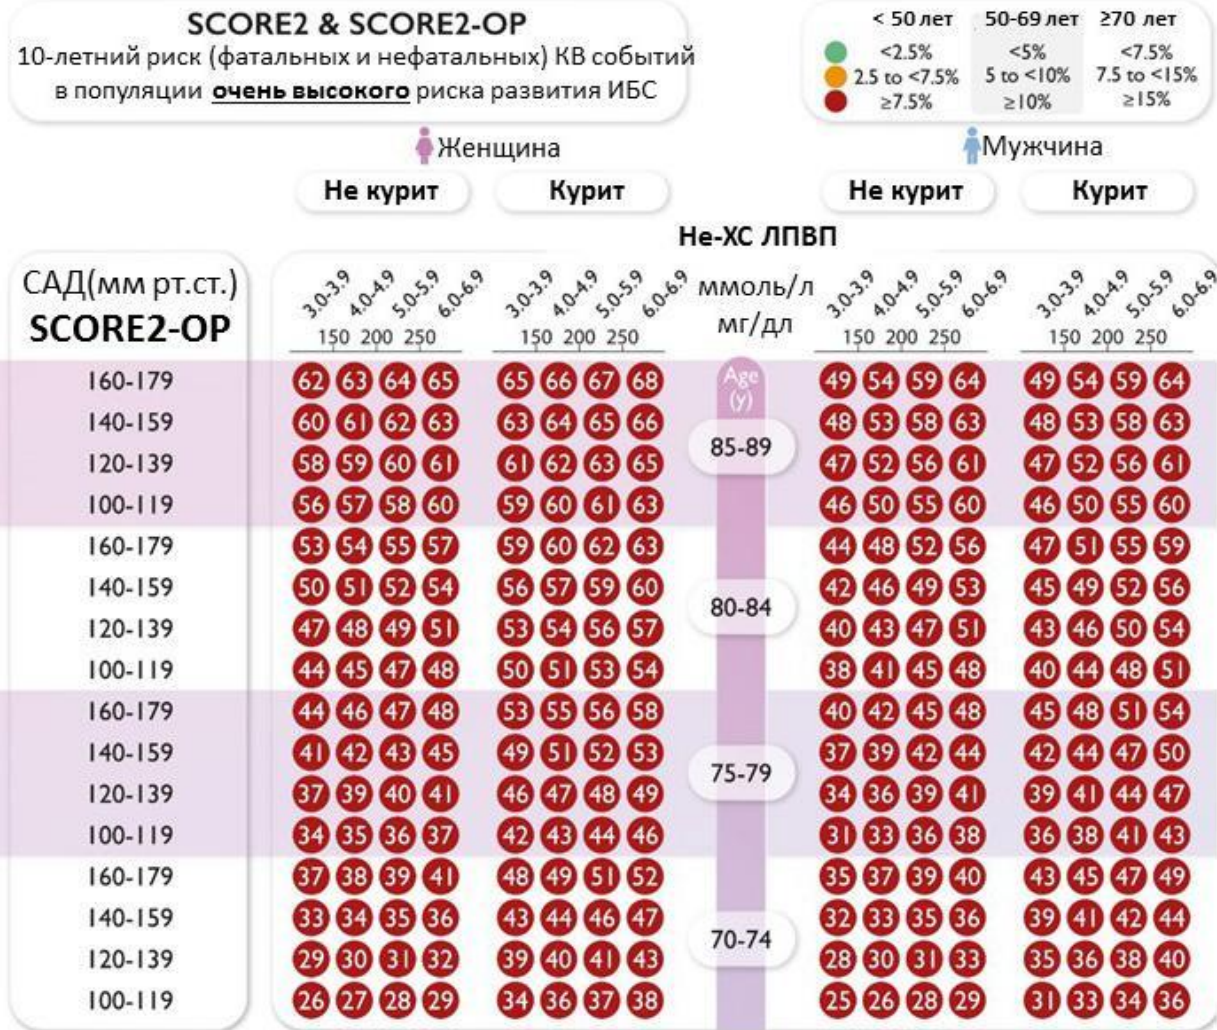 SCORE2 & SCORE2-OP
10-летний риск (фатальных и нефатальных) КВ событий
в популяции очень высокого риска развития ИБС
< 50 лет 50-69 лет ≥70 лет
<2.5% <5% <7.5%
2.5 to <7.5% 5 to <10% 7.5 to <15%
≥7.5% ≥10% ≥15%
Женщина Мужчина
Не курит Курит Не курит Курит
Не-ХС ЛПВП
САД(мм рт.ст.)
SCORE2-OP
3.0-3.9 4.0-4.9 5.0-5.9 6.0-6.9 3.0-3.9 4.0-4.9 5.0-5.9 6.0-6.9 ммоль/л 3.0-3.9 4.0-4.9 5.0-5.9 6.0-6.9 3.0-3.9 4.0-4.9 5.0-5.9 6.0-6.9
150 200 250 150 200 250 мг/дл 150 200 250 150 200 250
Age
(y)
160-179 62 63 64 65 65 66 67 68 49 54 59 64 49 54 59 64
140-159 60 61 62 63 63 64 65 66 48 53 58 63 48 53 58 63
85-89
120-139 58 59 60 61 61 62 63 65 47 52 56 61 47 52 56 61
100-119 56 57 58 60 59 60 61 63 46 50 55 60 46 50 55 60
160-179 53 54 55 57 59 60 62 63 44 48 52 56 47 51 55 59
140-159 50 51 52 54 56 57 59 60 42 46 49 53 45 49 52 56
80-84
120-139 47 48 49 51 53 54 56 57 40 43 47 51 43 46 50 54
100-119 44 45 47 48 50 51 53 54 38 41 45 48 40 44 48 51
160-179 44 46 47 48 53 55 56 58 40 42 45 48 45 48 51 54
140-159 41 42 43 45 49 51 52 53 37 39 42 44 42 44 47 50
75-79
120-139 37 39 40 41 46 47 48 49 34 36 39 41 39 41 44 47
100-119 34 35 36 37 42 43 44 46 31 33 36 38 36 38 41 43
160-179 37 38 39 41 48 49 51 52 35 37 39 40 43 45 47 49
140-159 33 34 35 36 43 44 46 47 32 33 35 36 39 41 42 44
70-74
120-139 29 30 31 32 39 40 41 43 28 30 31 33 35 36 38 40
100-119 26 27 28 29 34 36 37 38 25 26 28 29 31 33 34 36